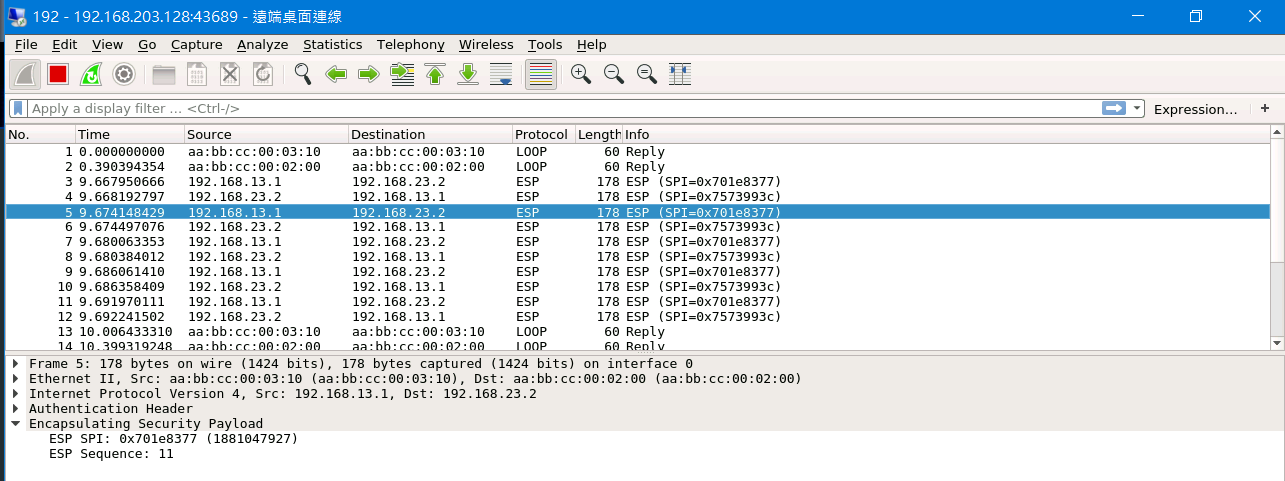 192 - 192.168.203.128:43689 - 遠端桌面連線
File Edit View Go Capture Analyze Statistics Telephony Wireless Tools Help
Apply a display filter ... <Ctrl-/> Expression... +
No. Time Source Destination Protocol Length Info
1 0.000000000 aa:bb:cc:00:03:10 aa:bb:cc:00:03:10 LOOP 60 Reply
2 0.390394354 aa:bb:cc:00:02:00 aa:bb:cc:00:02:00 LOOP 60 Reply
3 9.667950666 192.168.13.1 192.168.23.2 ESP 178 ESP (SPI=0x701e8377)
4 9.668192797 192.168.23.2 192.168.13.1 ESP 178 ESP (SPI=0x7573993c)
5 9.674148429 192.168.13.1 192.168.23.2 ESP 178 ESP (SPI=0x701e8377)
6 9.674497076 192.168.23.2 192.168.13.1 ESP 178 ESP (SPI=0x7573993c)
7 9.680063353 192.168.13.1 192.168.23.2 ESP 178 ESP (SPI=0x701e8377)
8 9.680384012 192.168.23.2 192.168.13.1 ESP 178 ESP (SPI=0x7573993c)
9 9.686061410 192.168.13.1 192.168.23.2 ESP 178 ESP (SPI=0x701e8377)
10 9.686358409 192.168.23.2 192.168.13.1 ESP 178 ESP (SPI=0x7573993c)
11 9.691970111 192.168.13.1 192.168.23.2 ESP 178 ESP (SPI=0x701e8377)
12 9.692241502 192.168.23.2 192.168.13.1 ESP 178 ESP (SPI=0x7573993c)
13 10.006433310 aa:bb:cc:00:03:10 aa:bb:cc:00:03:10 LOOP 60 Reply
14 10.399319248 aa:bb:cc:00:02:00 aa:bb:cc:00:02:00 LOOP 60 Reply
Frame 5: 178 bytes on wire (1424 bits), 178 bytes captured (1424 bits) on interface 0
Ethernet II, Src: aa:bb:cc:00:03:10 (aa:bb:cc:00:03:10), Dst: aa:bb:cc:00:02:00 (aa:bb:cc:00:02:00)
Internet Protocol Version 4, Src: 192.168.13.1, Dst: 192.168.23.2
Authentication Header
Encapsulating Security Payload
ESP SPI: 0x701e8377 (1881047927)
ESP Sequence: 11